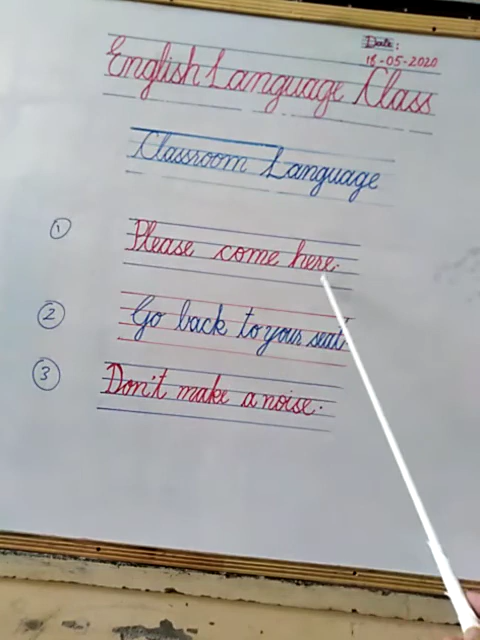 Date:
18-05-2020
English Language Class
Classroom Language
1 Please come here.
2 Go back to your seat
3 Don't make a noise.